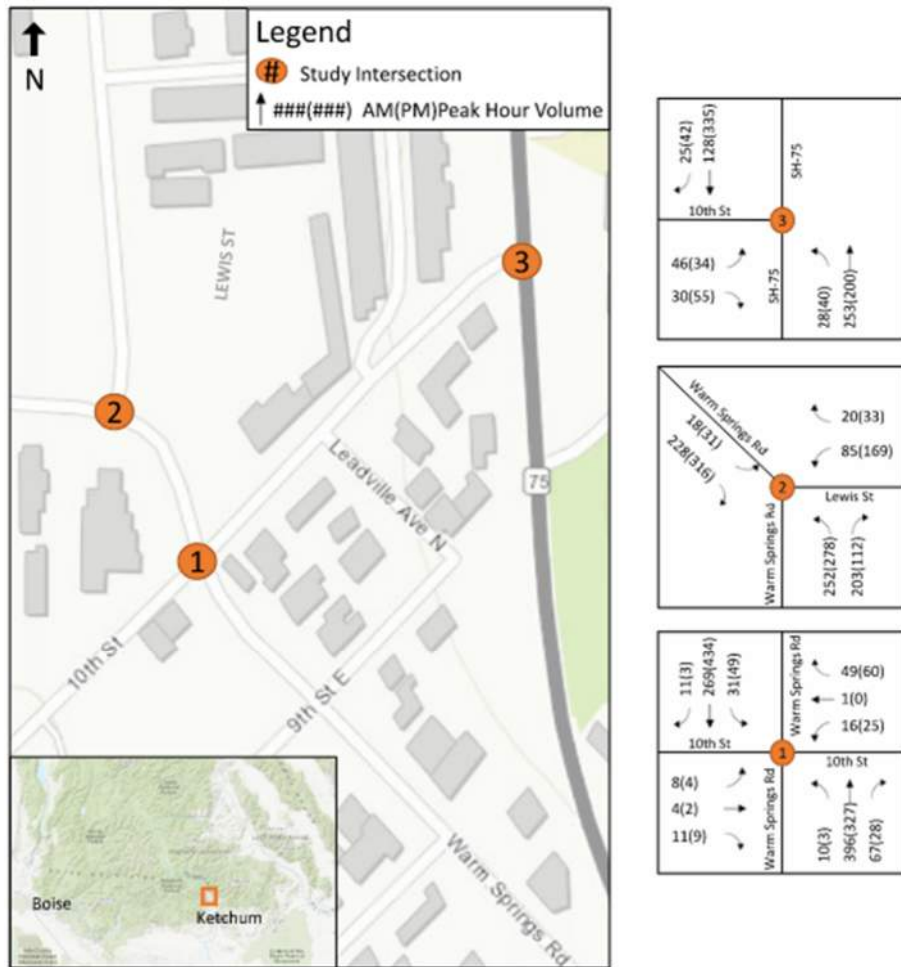 N
Legend
# Study Intersection
###(###) AM(PM)Peak Hour Volume
LEWIS ST
3
2
1
75
Leadville Ave N
10th St
9th St E
Warm Springs Rd
Boise
Ketchum
25(42)
128(335)
SH-75
10th St
3
46(34)
30(55)
SH-75
28(40)
253(200)
Warm Springs Rd
18(31)
228(316)
20(33)
85(169)
2
Lewis St
Warm Springs Rd
252(278)
203(112)
11(3)
269(434)
31(49)
Warm Springs Rd
49(60)
1(0)
16(25)
10th St
1
10th St
8(4)
4(2)
11(9)
Warm Springs Rd
10(3)
396(327)
67(28)